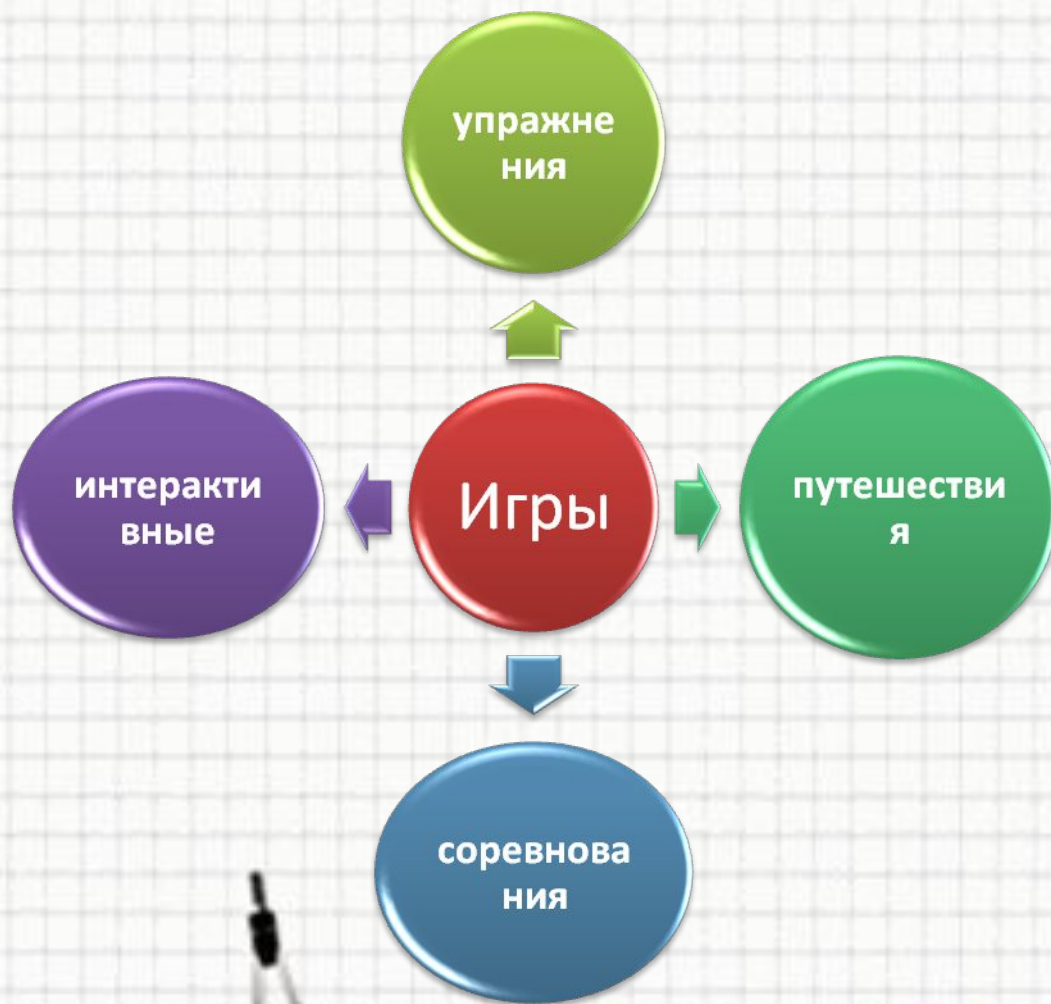 упражне
ния
интеракти
вные
Игры
путешестви
я
соревнова
ния